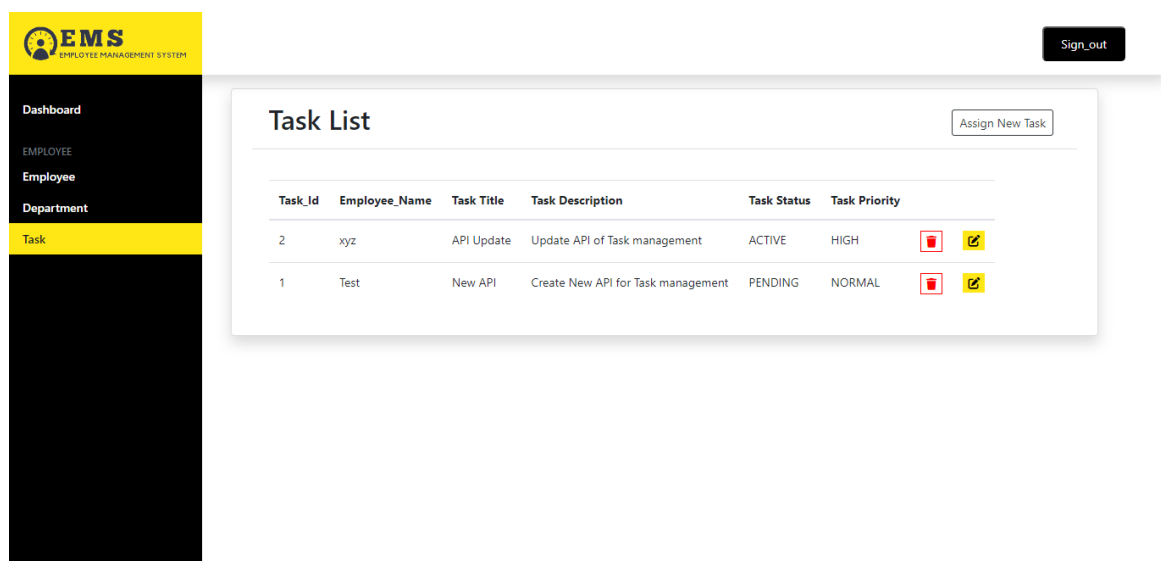 EMS
EMPLOYEE MANAGEMENT SYSTEM
Sign_out
Dashboard
EMPLOYEE
Employee
Department
Task
Task List
Assign New Task
Task_Id Employee_Name Task Title Task Description Task Status Task Priority
2 xyz API Update Update API of Task management ACTIVE HIGH
1 Test New API Create New API for Task management PENDING NORMAL